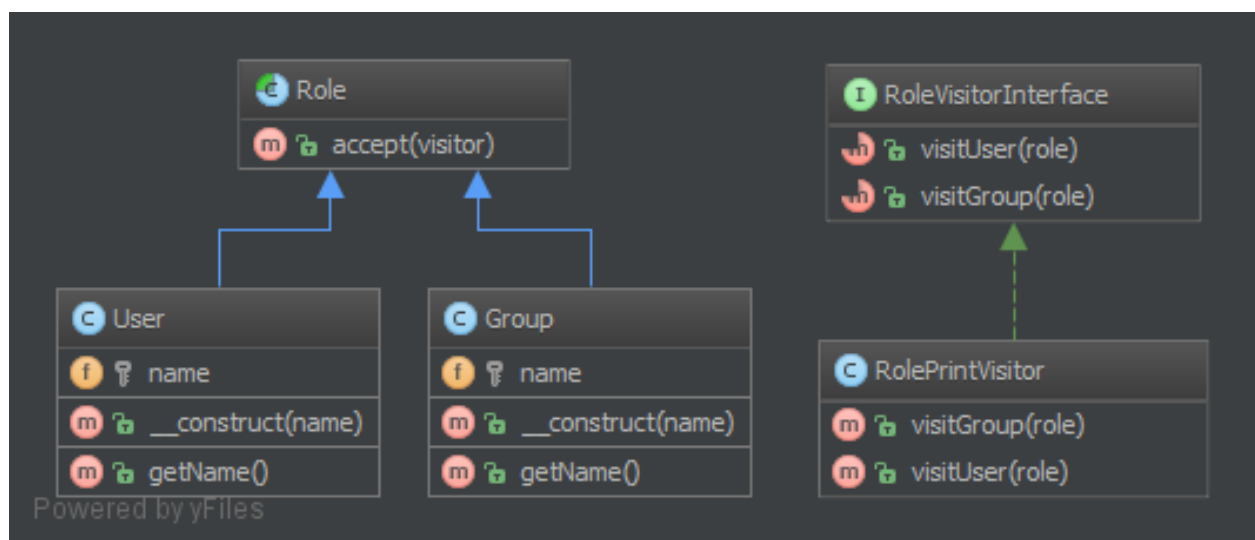 Role
accept(visitor)
RoleVisitorInterface
visitUser(role)
visitGroup(role)
User
name
__construct(name)
getName()
Group
name
__construct(name)
getName()
RolePrintVisitor
visitGroup(role)
visitUser(role)
Powered by yFiles